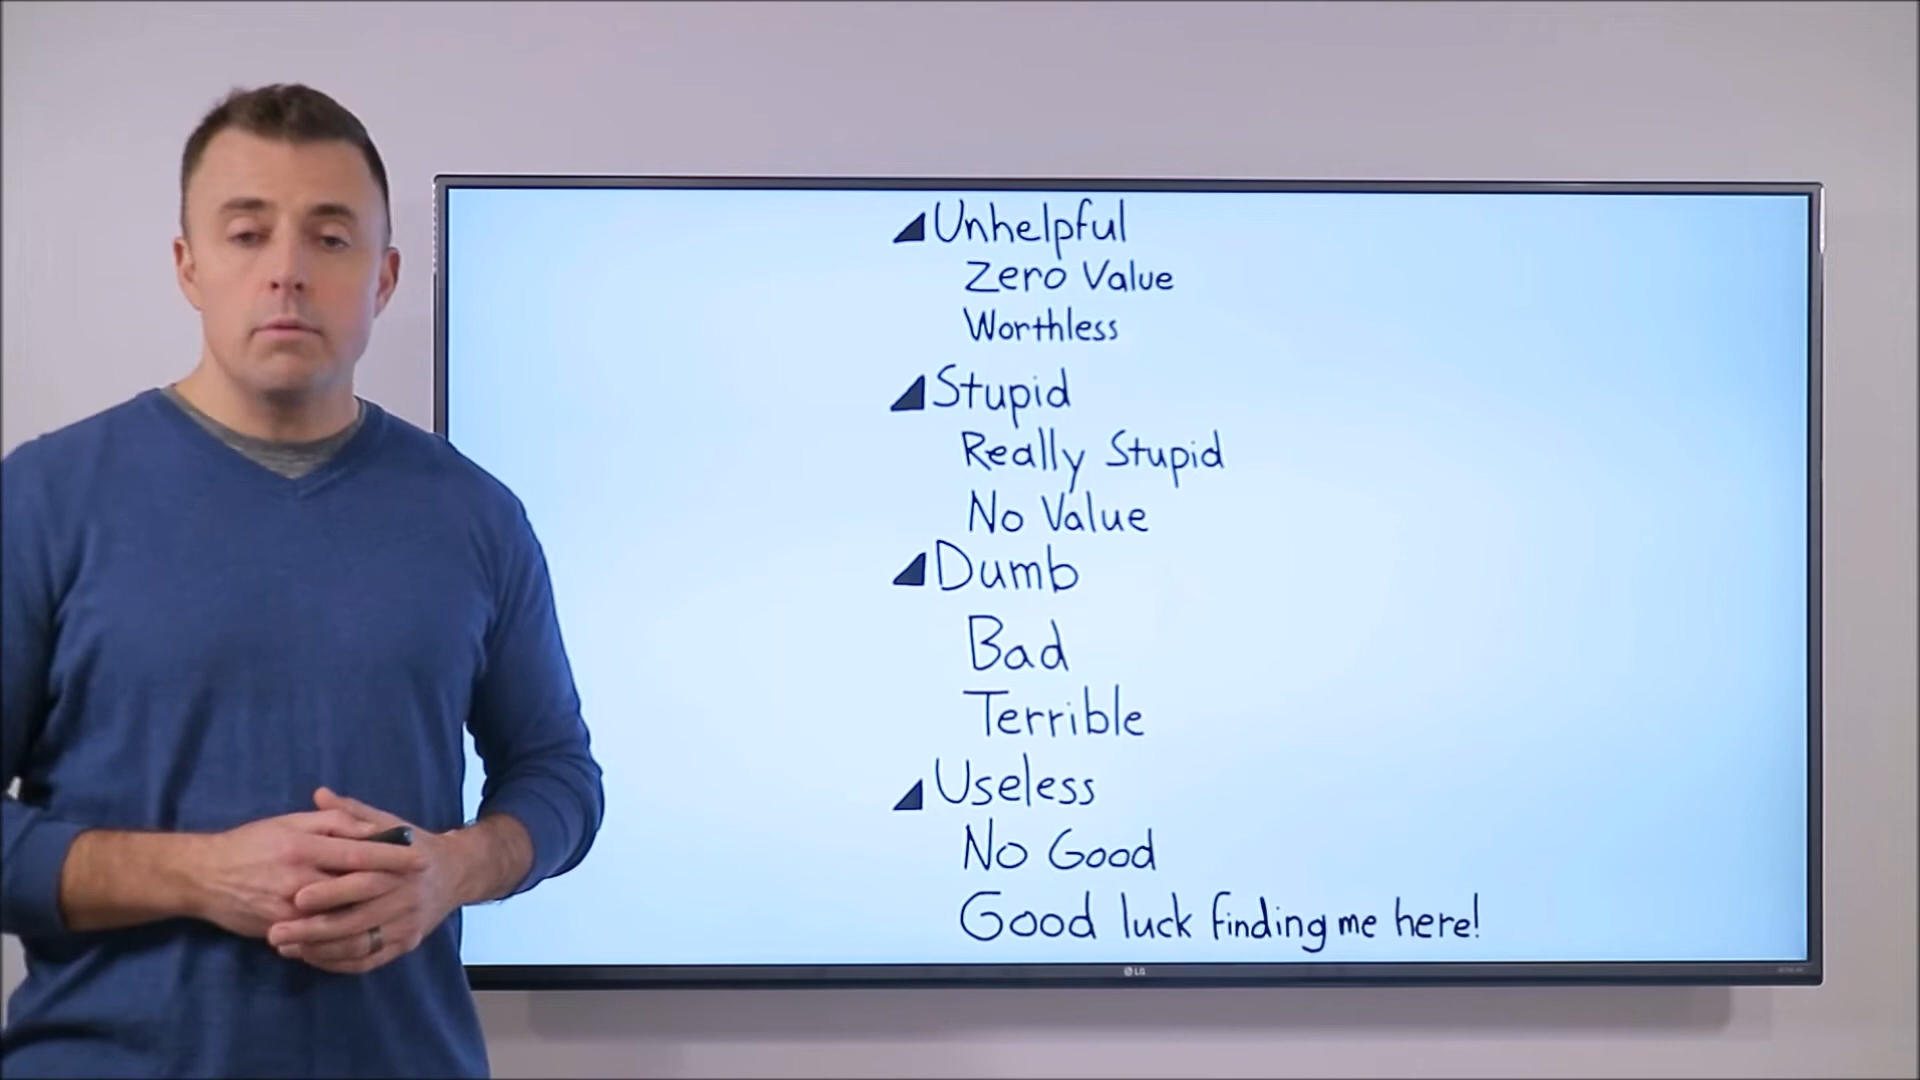 Unhelpful
Zero Value
Worthless
Stupid
Really Stupid
No Value
Dumb
Bad
Terrible
Useless
No Good
Good luck finding me here!
LG